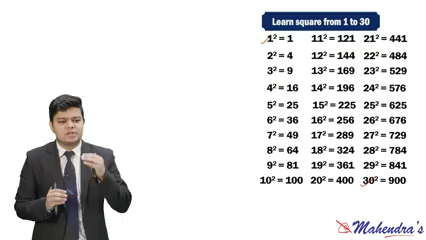 Learn square from 1 to 30
1² = 1 11² = 121 21² = 441
2² = 4 12² = 144 22² = 484
3² = 9 13² = 169 23² = 529
4² = 16 14² = 196 24² = 576
5² = 25 15² = 225 25² = 625
6² = 36 16² = 256 26² = 676
7² = 49 17² = 289 27² = 729
8² = 64 18² = 324 28² = 784
9² = 81 19² = 361 29² = 841
10² = 100 20² = 400 30² = 900
Mahendra's